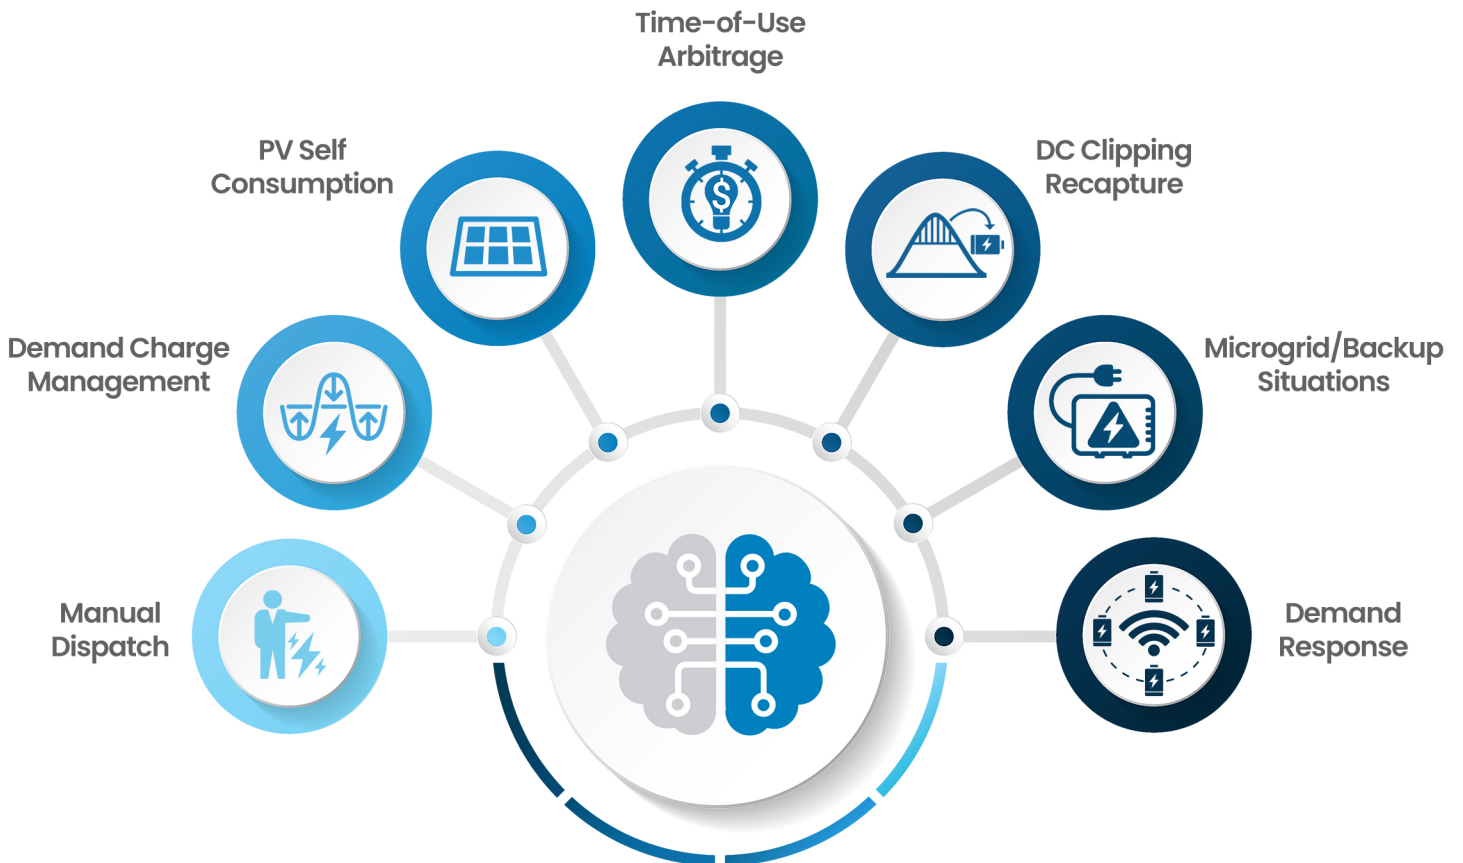 Time-of-Use
Arbitrage
PV Self
Consumption
DC Clipping
Recapture
Demand Charge
Management
Microgrid/Backup
Situations
Manual
Dispatch
Demand
Response
$